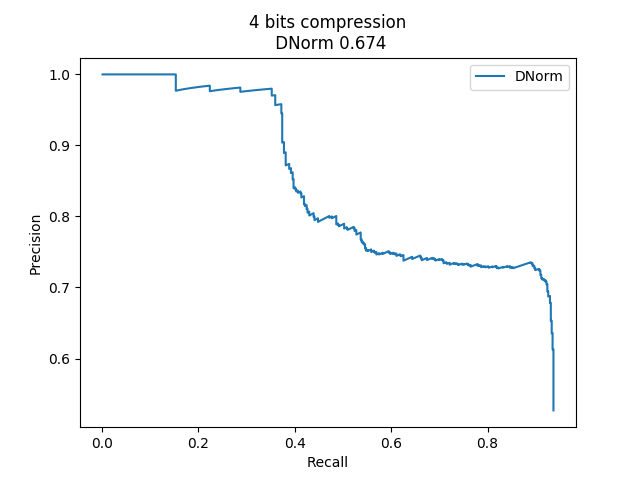 4 bits compression
DNorm 0.674
DNorm
1.0
0.9
0.8
0.7
0.6
Precision
0.0 0.2 0.4 0.6 0.8
Recall